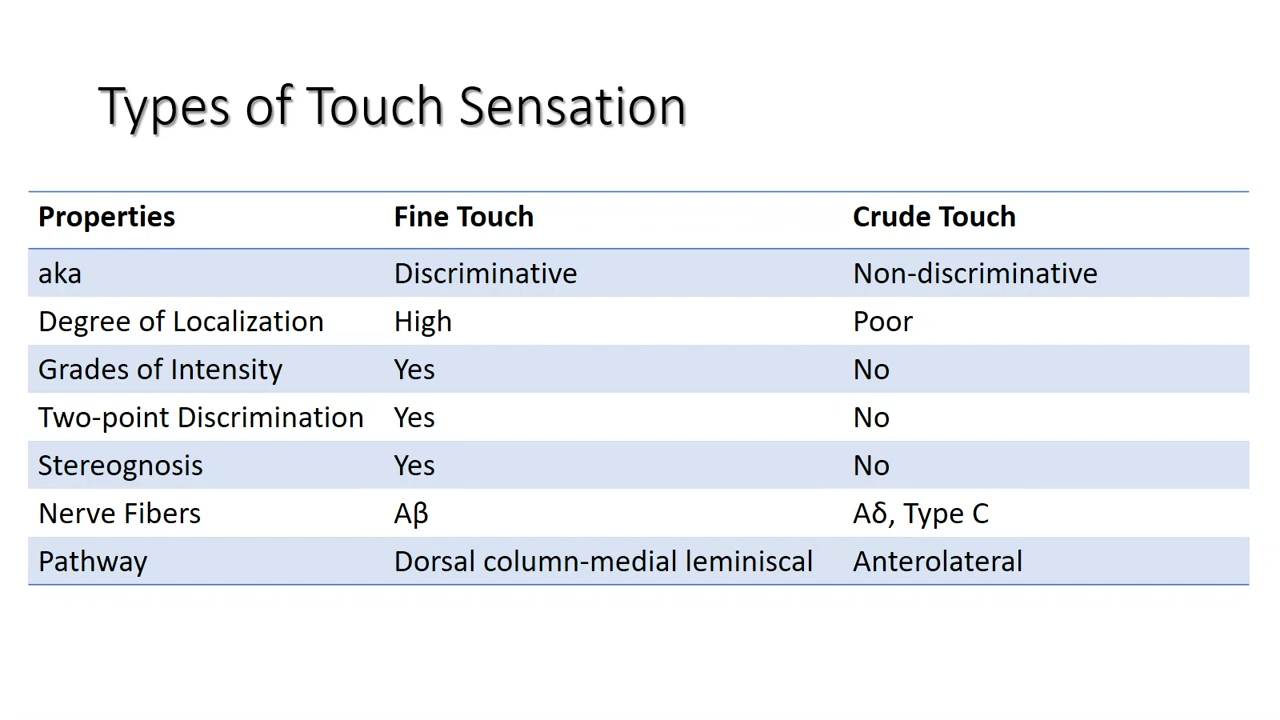 Types of Touch Sensation
Properties Fine Touch Crude Touch
aka Discriminative Non-discriminative
Degree of Localization High Poor
Grades of Intensity Yes No
Two-point Discrimination Yes No
Stereognosis Yes No
Nerve Fibers Aβ Aδ, Type C
Pathway Dorsal column-medial leminiscal Anterolateral